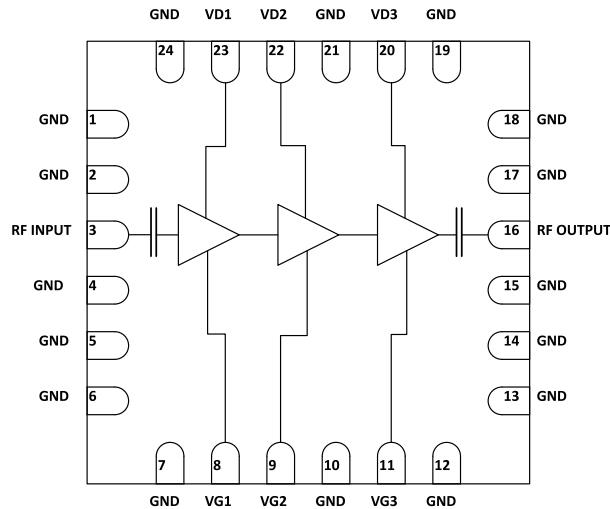 GND VD1 VD2 GND VD3 GND
24 23 22 21 20 19
GND 1 18 GND
GND 2 17 GND
RF INPUT 3 16 RF OUTPUT
GND 4 15 GND
GND 5 14 GND
GND 6 13 GND
7 8 9 10 11 12
GND VG1 VG2 GND VG3 GND